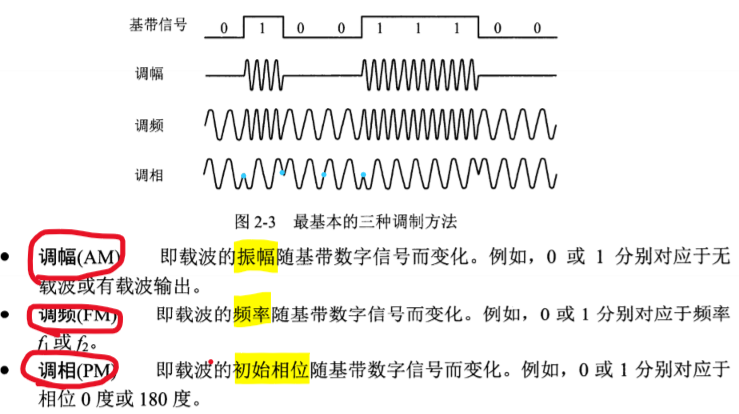 基带信号 0 1 0 0 1 1 1 0 0
调幅
调频
调相
图 2-3 最基本的三种调制方法
● 调幅(AM) 即载波的振幅随基带数字信号而变化。例如，0 或 1 分别对应于无
载波或有载波输出。
● 调频(FM) 即载波的频率随基带数字信号而变化。例如，0 或 1 分别对应于频率
f₁ 或 f₂。
● 调相(PM) 即载波的初始相位随基带数字信号而变化。例如，0 或 1 分别对应于
相位 0 度或 180 度。